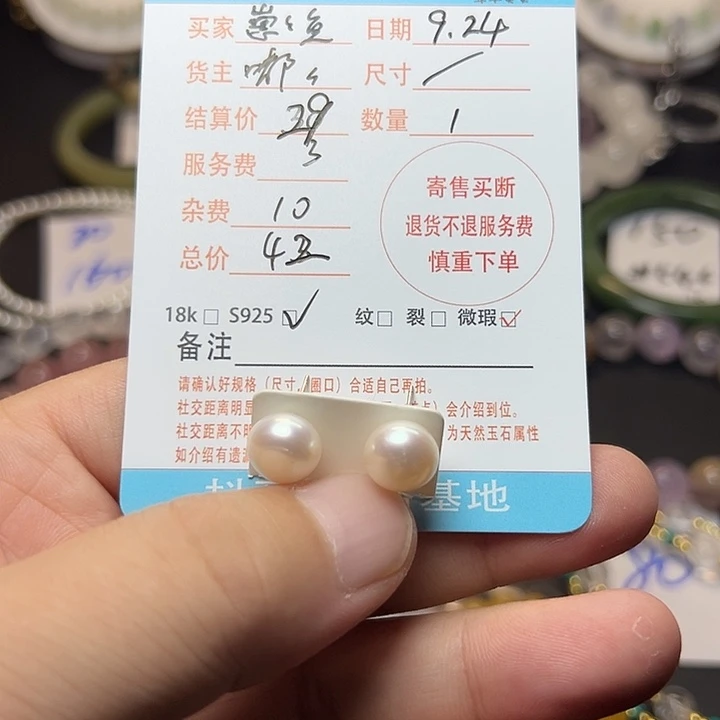 买家 日期 9.24
货主 嘟 尺寸 /
结算价 数量 1
服务费
杂费 10
总价
寄售买断
退货不退服务费
慎重下单
18k □ S925 ☑ 纹□ 裂□ 微瑕☑
备注
请确认好规格（尺寸、圈口）合适自己再拍。
社交距离明显 会介绍到位。
社交距离不明 为天然玉石属性
如介绍有遗漏
基地